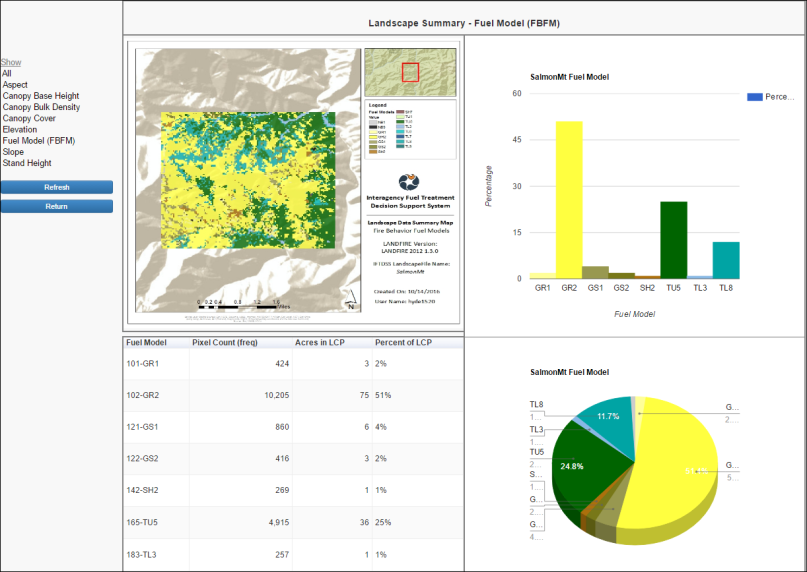 Landscape Summary - Fuel Model (FBFM)
Show
All
Aspect
Canopy Base Height
Canopy Bulk Density
Canopy Cover
Elevation
Fuel Model (FBFM)
Slope
Stand Height
Refresh
Return
Legend
Fuel Models
Value
Interagency Fuel Treatment
Decision Support System
Landscape Data Summary Map
Fire Behavior Fuel Models
LANDFIRE Version:
LANDFIRE 2012 1.3.0
IFTDSS Landscape File Name:
SalmonMt
Created On: 10/14/2016
User Name: hyde1520
Miles
N
SalmonMt Fuel Model
Perce...
Percentage
60
45
30
15
0
GR1 GR2 GS1 GS2 SH2 TU5 TL3 TL8
Fuel Model
Fuel Model Pixel Count (freq) Acres in LCP Percent of LCP
101-GR1 424 3 2%
102-GR2 10,205 75 51%
121-GS1 860 6 4%
122-GS2 416 3 2%
142-SH2 269 1 1%
165-TU5 4,915 36 25%
183-TL3 257 1 1%
SalmonMt Fuel Model
TL8
1....
TL3
1....
TU5
2...
S...
1...
G...
2...
G...
4....
11.7%
24.8%
G...
2....
G...
5...